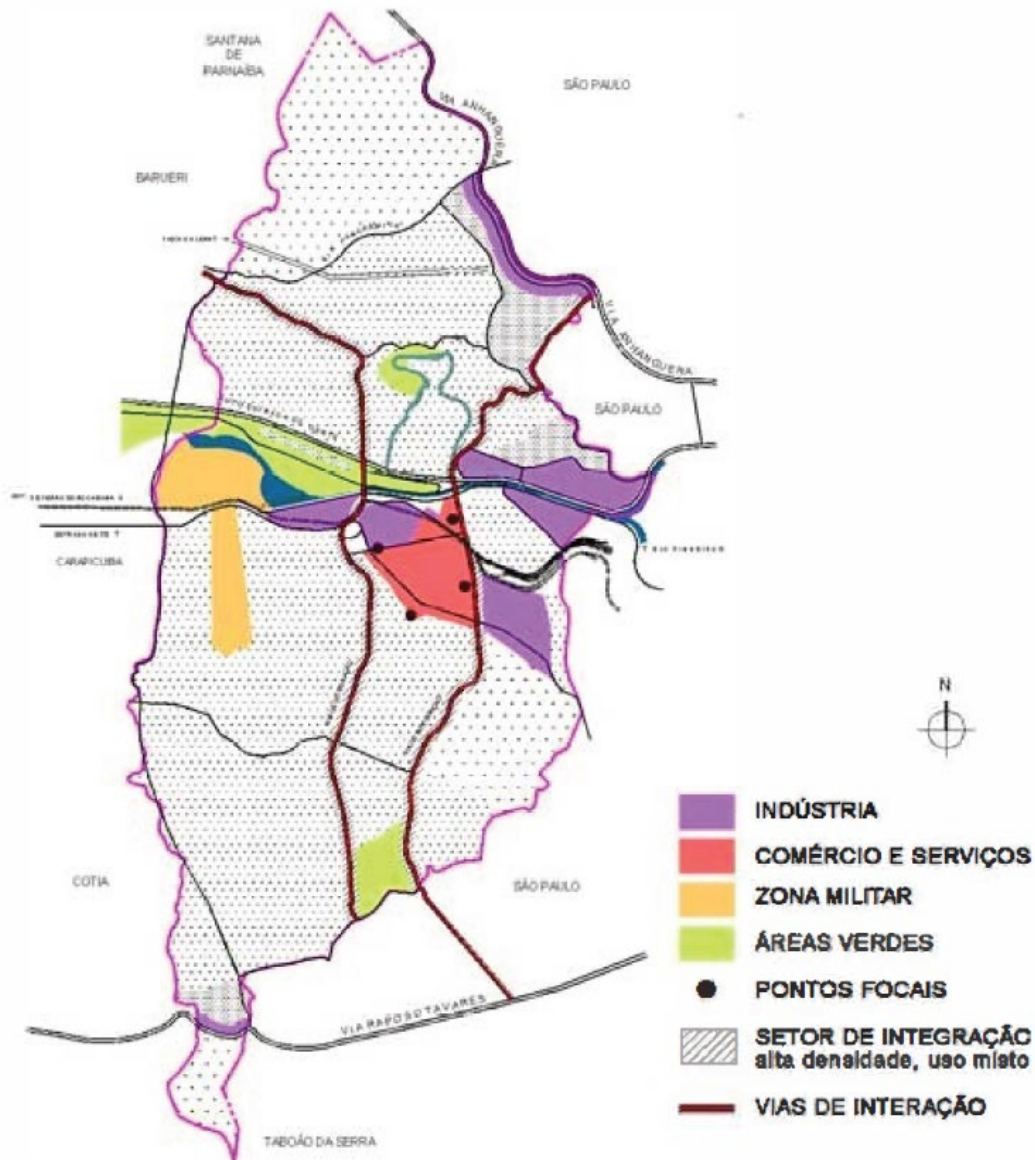 SANTANA
DE
PARNAÍBA
SÃO PAULO
VIA ANHANGUERA
BARUERI
VIA ANHANGUERA
SÃO PAULO
CARAPICUIBA
N
INDÚSTRIA
COMÉRCIO E SERVIÇOS
ZONA MILITAR
COTIA
SÃO PAULO
ÁREAS VERDES
PONTOS FOCAIS
VIA RAPOSO TAVARES
SETOR DE INTEGRAÇÃO
alta densidade, uso misto
VIAS DE INTERAÇÃO
TABOÃO DA SERRA